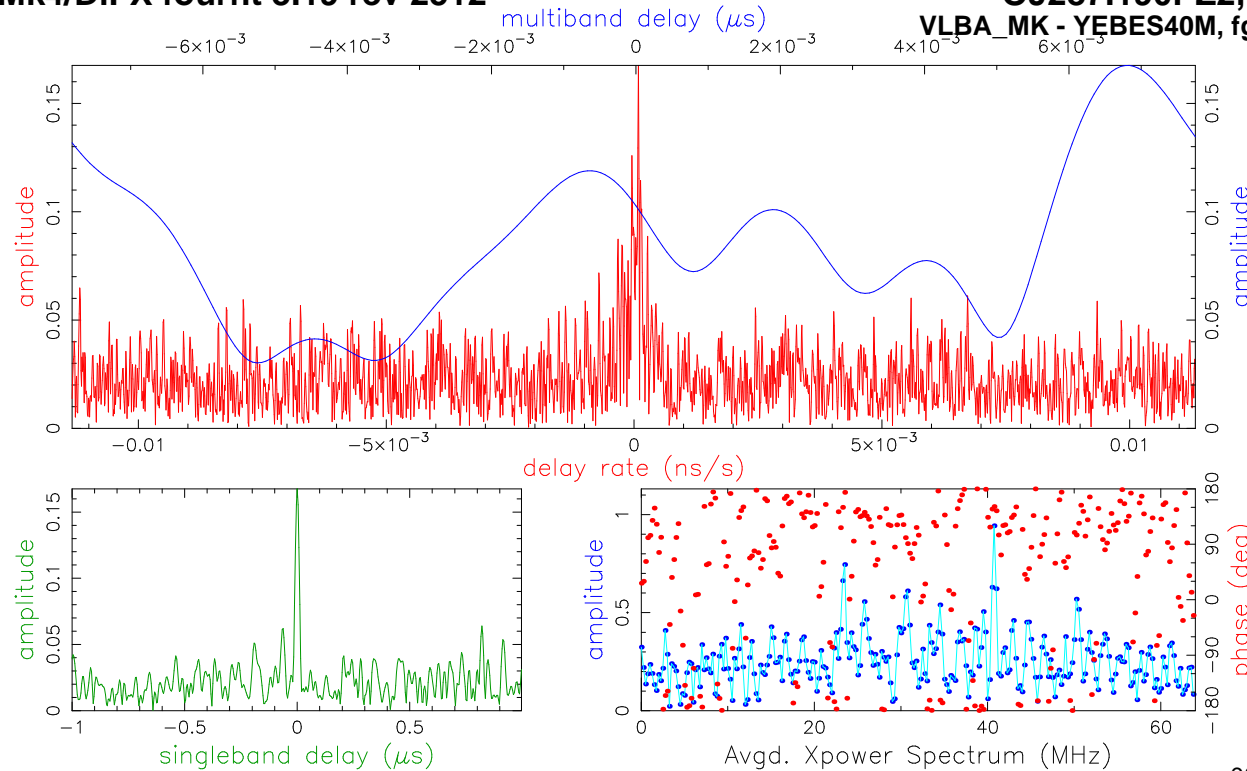 multiband delay (μs)
VLBA_MK - YEBES40M, fg
−6×10⁻³ −4×10⁻³ −2×10⁻³ 0 2×10⁻³ 4×10⁻³ 6×10⁻³
amplitude
0 0.05 0.1 0.15
amplitude
0 0.05 0.1 0.15
−0.01 −5×10⁻³ 0 5×10⁻³ 0.01
delay rate (ns/s)
amplitude
0 0.05 0.1 0.15
−1 −0.5 0 0.5
singleband delay (μs)
amplitude
0 0.5 1
phase (deg)
−180 −90 0 90 180
0 20 40 60
Avgd. Xpower Spectrum (MHz)